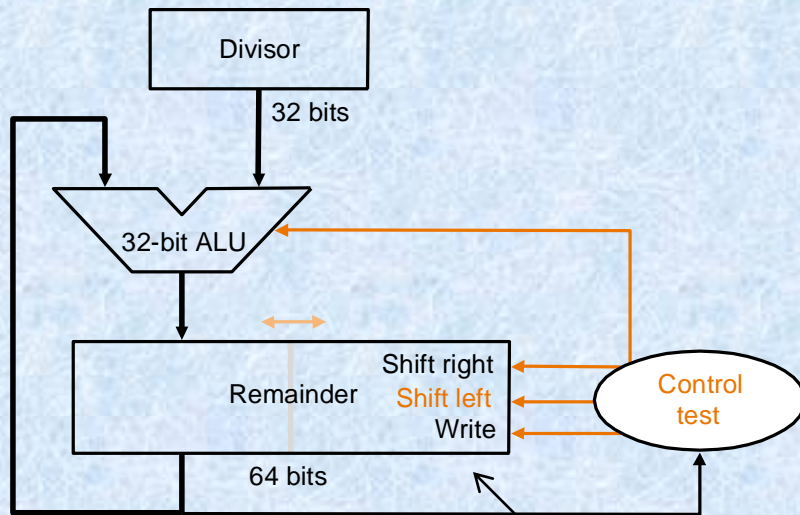 Divisor
32 bits
32-bit ALU
Shift right
Remainder
Shift left
Write
64 bits
Control
test